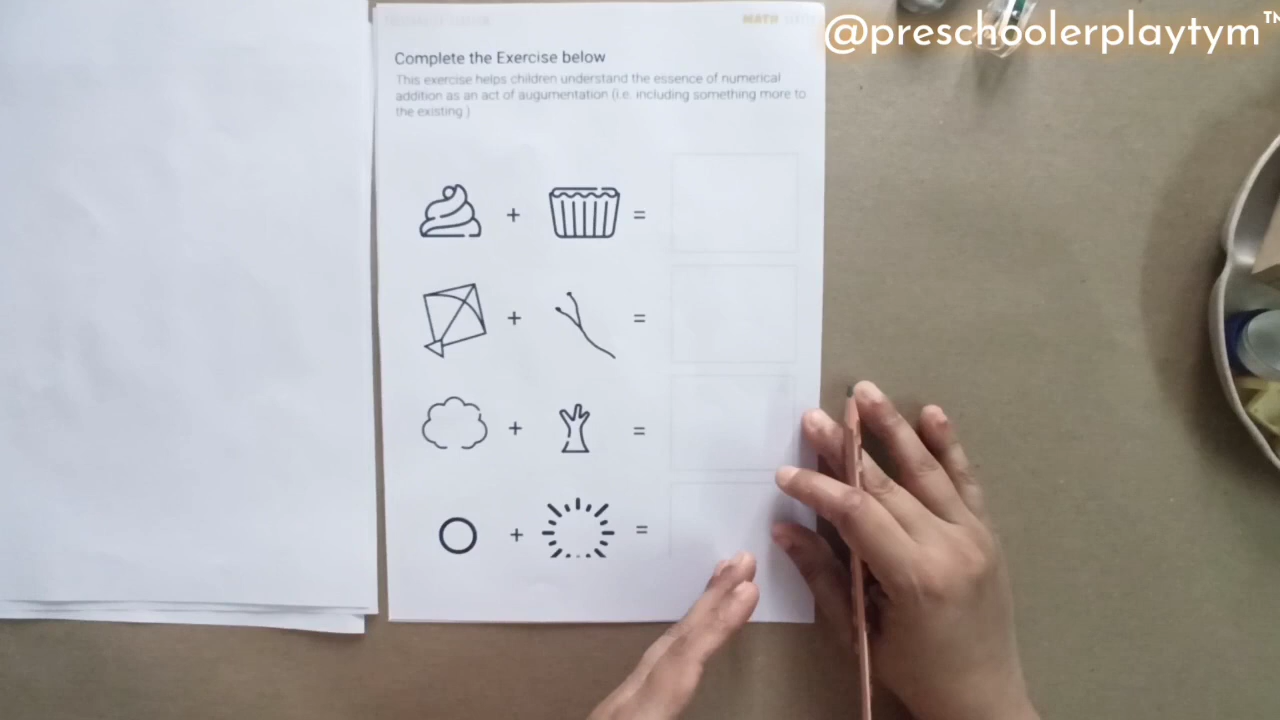 MATH
@preschoolerplaytym™
Complete the Exercise below
This exercise helps children understand the essence of numerical
addition as an act of augumentation (i.e. including something more to
the existing )
+ =
+ =
+ =
+ =